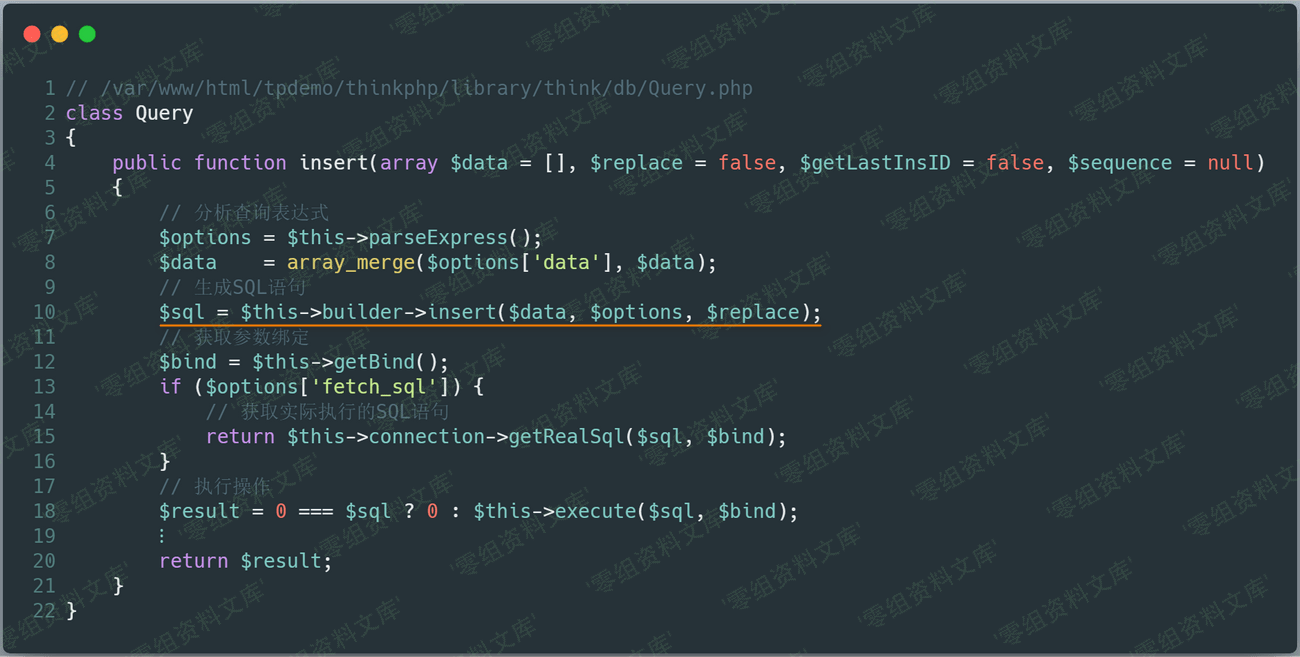 1 // /var/www/html/tpdemo/thinkphp/library/think/db/Query.php
2 class Query
3 {
4     public function insert(array $data = [], $replace = false, $getLastInsID = false, $sequence = null)
5     {
6         // 分析查询表达式
7         $options = $this->parseExpress();
8         $data    = array_merge($options['data'], $data);
9         // 生成SQL语句
10         $sql = $this->builder->insert($data, $options, $replace);
11         // 获取参数绑定
12         $bind = $this->getBind();
13         if ($options['fetch_sql']) {
14             // 获取实际执行的SQL语句
15             return $this->connection->getRealSql($sql, $bind);
16         }
17         // 执行操作
18         $result = 0 === $sql ? 0 : $this->execute($sql, $bind);
19         ⋮
20         return $result;
21     }
22 }
'零组资料文库'